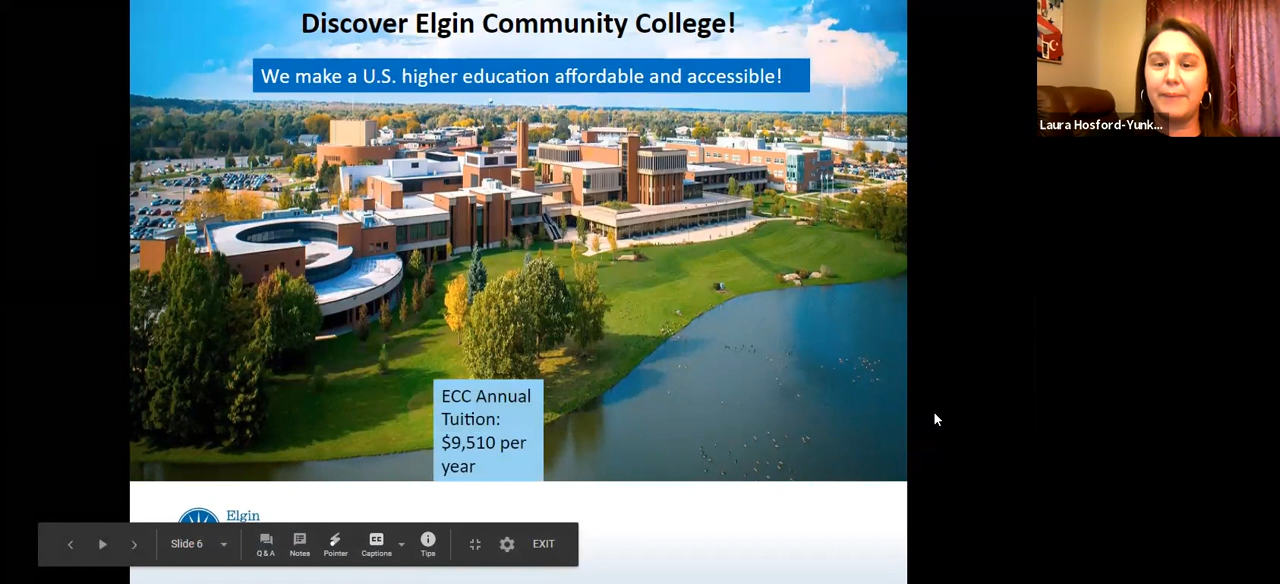 Discover Elgin Community College!
We make a U.S. higher education affordable and accessible!
Laura Hosford-Yunk...
ECC Annual
Tuition:
$9,510 per
year
Elgin
Slide 6
Q & A
Notes
Pointer
CC
Captions
Tips
EXIT